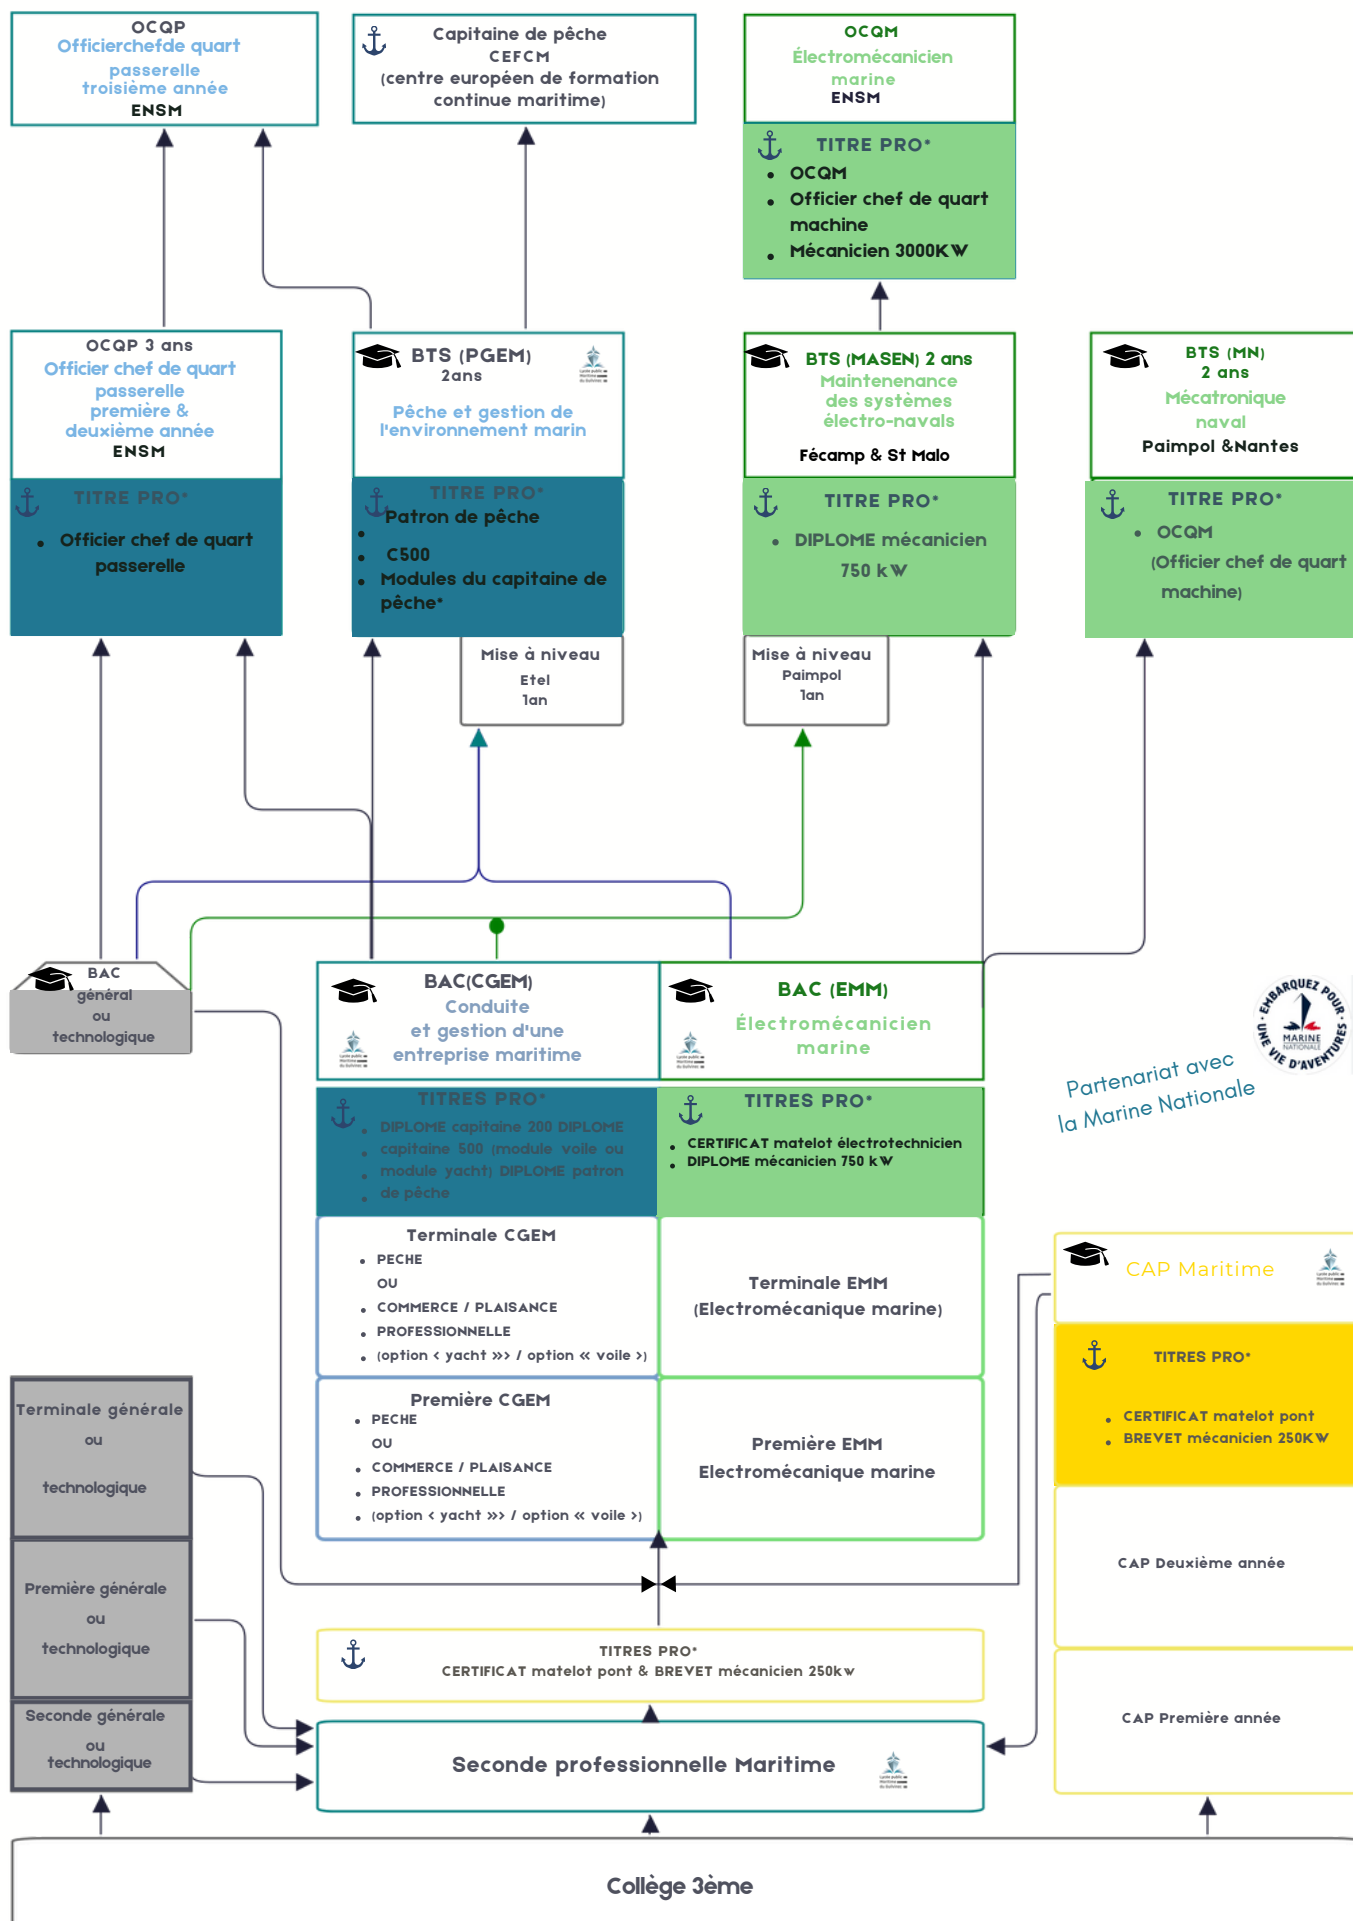 OCQP
Officierchefde quart
passerelle
troisième année
ENSM
Capitaine de pêche
CEFCM
(centre européen de formation
continue maritime)
OCQM
Électromécanicien
marine
ENSM
TITRE PRO*
OCQM
Officier chef de quart
machine
Mécanicien 3000KW
OCQP 3 ans
Officier chef de quart
passerelle
première &
deuxième année
ENSM
TITRE PRO*
Officier chef de quart
passerelle
BTS (PGEM)
2ans
Pêche et gestion de
l'environnement marin
TITRE PRO*
Patron de pêche
C500
Modules du capitaine de
pêche*
Mise à niveau
Etel
1an
BTS (MASEN) 2 ans
Maintenenance
des systèmes
électro-navals
Fécamp & St Malo
TITRE PRO*
DIPLOME mécanicien
750 kW
Mise à niveau
Paimpol
1an
BTS (MN)
2 ans
Mécatronique
naval
Paimpol &Nantes
TITRE PRO*
OCQM
(Officier chef de quart
machine)
BAC
général
ou
technologique
BAC(CGEM)
Conduite
et gestion d'une
entreprise maritime
BAC (EMM)
Électromécanicien
marine
EMBARQUEZ POUR
UNE VIE D'AVENTURES
MARINE
NATIONALE
Partenariat avec
la Marine Nationale
TITRES PRO*
DIPLOME capitaine 200 DIPLOME
capitaine 500 (module voile ou
module yacht) DIPLOME patron
de pêche
TITRES PRO*
CERTIFICAT matelot électrotechnicien
DIPLOME mécanicien 750 kW
Terminale CGEM
PECHE
OU
COMMERCE / PLAISANCE
PROFESSIONNELLE
(option < yacht »> / option « voile >)
Terminale EMM
(Electromécanique marine)
Première CGEM
PECHE
OU
COMMERCE / PLAISANCE
PROFESSIONNELLE
(option < yacht »> / option « voile >)
Première EMM
Electromécanique marine
CAP Maritime
TITRES PRO*
CERTIFICAT matelot pont
BREVET mécanicien 250KW
CAP Deuxième année
CAP Première année
Terminale générale
ou
technologique
Première générale
ou
technologique
Seconde générale
ou
technologique
TITRES PRO*
CERTIFICAT matelot pont & BREVET mécanicien 250kw
Seconde professionnelle Maritime
Collège 3ème